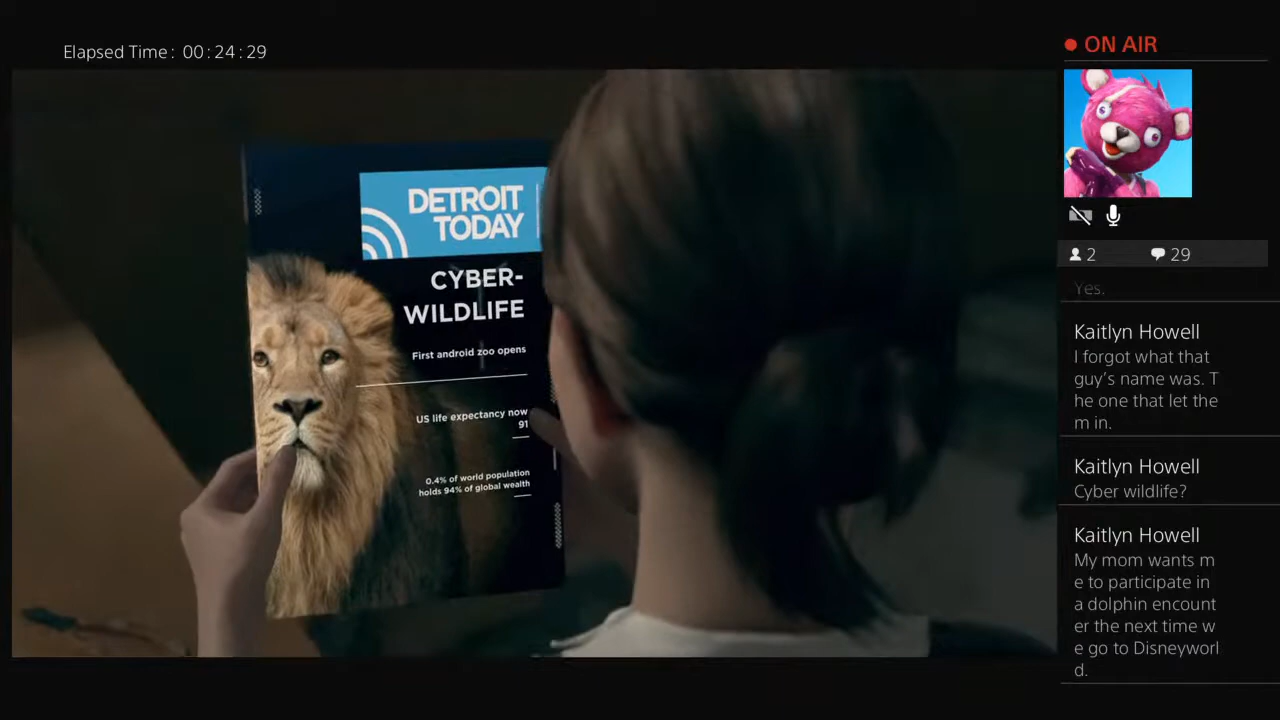 Elapsed Time: 00:24:29
ON AIR
DETROIT
TODAY
CYBER-
WILDLIFE
First android zoo opens
US life expectancy now
91
0.4% of world population
holds 94% of global wealth
2
29
Yes.
Kaitlyn Howell
I forgot what that
guy's name was. T
he one that let the
m in.
Kaitlyn Howell
Cyber wildlife?
Kaitlyn Howell
My mom wants m
e to participate in
a dolphin encount
er the next time w
e go to Disneyworl
d.